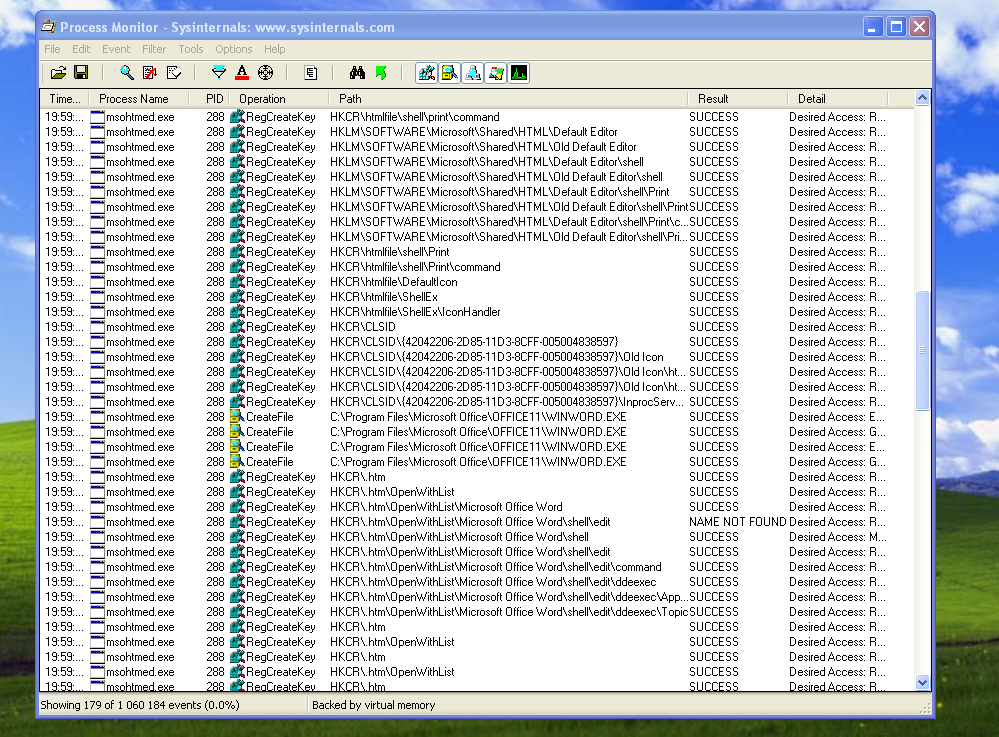 Process Monitor - Sysinternals: www.sysinternals.com
File Edit Event Filter Tools Options Help
Time... Process Name PID Operation Path Result Detail
19:59:... msohtmed.exe 288 RegCreateKey HKCR\htmlfile\shell\print\command SUCCESS Desired Access: R...
19:59:... msohtmed.exe 288 RegCreateKey HKLM\SOFTWARE\Microsoft\Shared\HTML\Default Editor SUCCESS Desired Access: R...
19:59:... msohtmed.exe 288 RegCreateKey HKLM\SOFTWARE\Microsoft\Shared\HTML\Old Default Editor SUCCESS Desired Access: R...
19:59:... msohtmed.exe 288 RegCreateKey HKLM\SOFTWARE\Microsoft\Shared\HTML\Default Editor\shell SUCCESS Desired Access: R...
19:59:... msohtmed.exe 288 RegCreateKey HKLM\SOFTWARE\Microsoft\Shared\HTML\Old Default Editor\shell SUCCESS Desired Access: R...
19:59:... msohtmed.exe 288 RegCreateKey HKLM\SOFTWARE\Microsoft\Shared\HTML\Default Editor\shell\Print SUCCESS Desired Access: R...
19:59:... msohtmed.exe 288 RegCreateKey HKLM\SOFTWARE\Microsoft\Shared\HTML\Old Default Editor\shell\Print SUCCESS Desired Access: R...
19:59:... msohtmed.exe 288 RegCreateKey HKLM\SOFTWARE\Microsoft\Shared\HTML\Default Editor\shell\Print\c... SUCCESS Desired Access: R...
19:59:... msohtmed.exe 288 RegCreateKey HKLM\SOFTWARE\Microsoft\Shared\HTML\Old Default Editor\shell\Pri... SUCCESS Desired Access: R...
19:59:... msohtmed.exe 288 RegCreateKey HKCR\htmlfile\shell\Print SUCCESS Desired Access: R...
19:59:... msohtmed.exe 288 RegCreateKey HKCR\htmlfile\shell\Print\command SUCCESS Desired Access: R...
19:59:... msohtmed.exe 288 RegCreateKey HKCR\htmlfile\DefaultIcon SUCCESS Desired Access: R...
19:59:... msohtmed.exe 288 RegCreateKey HKCR\htmlfile\ShellEx SUCCESS Desired Access: R...
19:59:... msohtmed.exe 288 RegCreateKey HKCR\htmlfile\ShellEx\IconHandler SUCCESS Desired Access: R...
19:59:... msohtmed.exe 288 RegCreateKey HKCR\CLSID SUCCESS Desired Access: R...
19:59:... msohtmed.exe 288 RegCreateKey HKCR\CLSID\{42042206-2D85-11D3-8CFF-005004838597} SUCCESS Desired Access: R...
19:59:... msohtmed.exe 288 RegCreateKey HKCR\CLSID\{42042206-2D85-11D3-8CFF-005004838597}\Old Icon SUCCESS Desired Access: R...
19:59:... msohtmed.exe 288 RegCreateKey HKCR\CLSID\{42042206-2D85-11D3-8CFF-005004838597}\Old Icon\ht... SUCCESS Desired Access: R...
19:59:... msohtmed.exe 288 RegCreateKey HKCR\CLSID\{42042206-2D85-11D3-8CFF-005004838597}\Old Icon\ht... SUCCESS Desired Access: R...
19:59:... msohtmed.exe 288 RegCreateKey HKCR\CLSID\{42042206-2D85-11D3-8CFF-005004838597}\InprocServ... SUCCESS Desired Access: R...
19:59:... msohtmed.exe 288 CreateFile C:\Program Files\Microsoft Office\OFFICE11\WINWORD.EXE SUCCESS Desired Access: E...
19:59:... msohtmed.exe 288 CreateFile C:\Program Files\Microsoft Office\OFFICE11\WINWORD.EXE SUCCESS Desired Access: G...
19:59:... msohtmed.exe 288 CreateFile C:\Program Files\Microsoft Office\OFFICE11\WINWORD.EXE SUCCESS Desired Access: E...
19:59:... msohtmed.exe 288 CreateFile C:\Program Files\Microsoft Office\OFFICE11\WINWORD.EXE SUCCESS Desired Access: G...
19:59:... msohtmed.exe 288 RegCreateKey HKCR\.htm SUCCESS Desired Access: R...
19:59:... msohtmed.exe 288 RegCreateKey HKCR\.htm\OpenWithList SUCCESS Desired Access: R...
19:59:... msohtmed.exe 288 RegCreateKey HKCR\.htm\OpenWithList\Microsoft Office Word SUCCESS Desired Access: R...
19:59:... msohtmed.exe 288 RegCreateKey HKCR\.htm\OpenWithList\Microsoft Office Word\shell\edit NAME NOT FOUND Desired Access: R...
19:59:... msohtmed.exe 288 RegCreateKey HKCR\.htm\OpenWithList\Microsoft Office Word\shell SUCCESS Desired Access: M...
19:59:... msohtmed.exe 288 RegCreateKey HKCR\.htm\OpenWithList\Microsoft Office Word\shell\edit SUCCESS Desired Access: R...
19:59:... msohtmed.exe 288 RegCreateKey HKCR\.htm\OpenWithList\Microsoft Office Word\shell\edit\command SUCCESS Desired Access: R...
19:59:... msohtmed.exe 288 RegCreateKey HKCR\.htm\OpenWithList\Microsoft Office Word\shell\edit\ddeexec SUCCESS Desired Access: R...
19:59:... msohtmed.exe 288 RegCreateKey HKCR\.htm\OpenWithList\Microsoft Office Word\shell\edit\ddeexec\App... SUCCESS Desired Access: R...
19:59:... msohtmed.exe 288 RegCreateKey HKCR\.htm\OpenWithList\Microsoft Office Word\shell\edit\ddeexec\Topic SUCCESS Desired Access: R...
19:59:... msohtmed.exe 288 RegCreateKey HKCR\.htm SUCCESS Desired Access: R...
19:59:... msohtmed.exe 288 RegCreateKey HKCR\.htm\OpenWithList SUCCESS Desired Access: R...
19:59:... msohtmed.exe 288 RegCreateKey HKCR\.htm SUCCESS Desired Access: R...
19:59:... msohtmed.exe 288 RegCreateKey HKCR\.htm\OpenWithList SUCCESS Desired Access: R...
19:59:... msohtmed.exe 288 RegCreateKey HKCR\.htm SUCCESS Desired Access: R...
Showing 179 of 1 060 184 events (0.0%) Backed by virtual memory